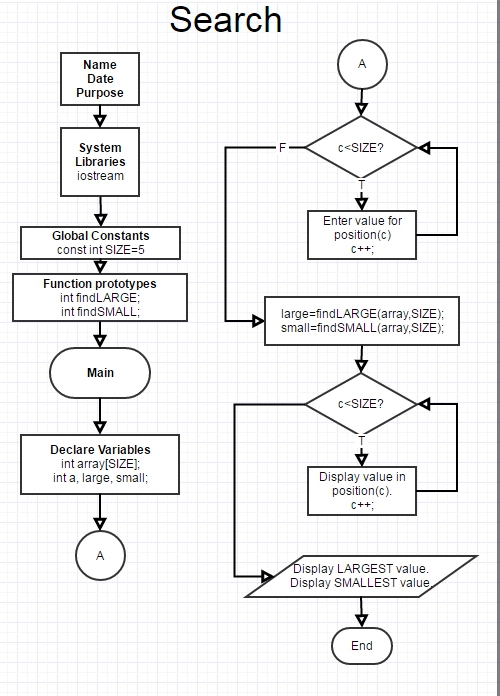 Search
Name
Date
Purpose
System
Libraries
iostream
Global Constants
const int SIZE=5
Function prototypes
int findLARGE;
int findSMALL;
Main
Declare Variables
int array[SIZE];
int a, large, small;
A
A
c<SIZE?
F
T
Enter value for
position(c)
c++;
large=findLARGE(array,SIZE);
small=findSMALL(array,SIZE);
c<SIZE?
T
Display value in
position(c).
c++;
Display LARGEST value.
Display SMALLEST value.
End